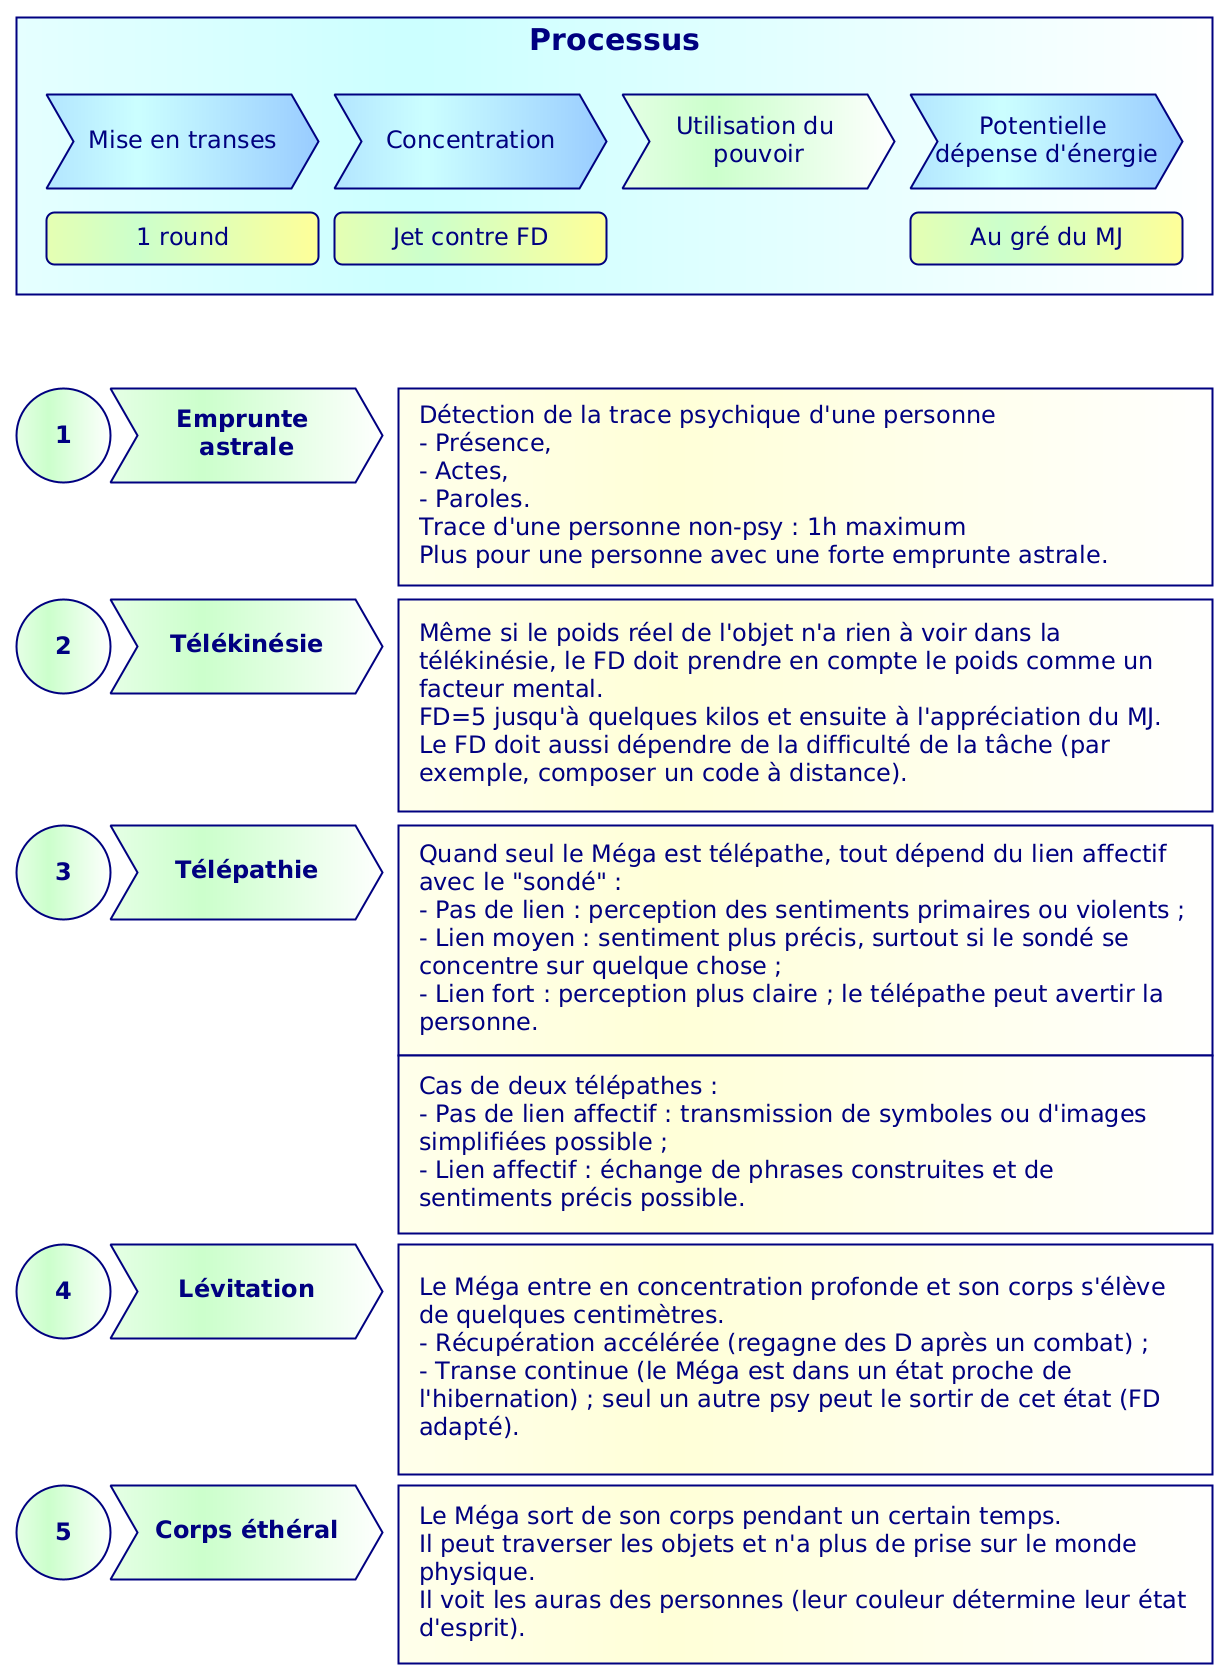 Processus
Mise en transes
Concentration
Utilisation du
pouvoir
Potentielle
dépense d'énergie
1 round
Jet contre FD
Au gré du MJ
1
Emprunte
astrale
Détection de la trace psychique d'une personne
- Présence,
- Actes,
- Paroles.
Trace d'une personne non-psy : 1h maximum
Plus pour une personne avec une forte emprunte astrale.
2
Télékinésie
Même si le poids réel de l'objet n'a rien à voir dans la
télékinésie, le FD doit prendre en compte le poids comme un
facteur mental.
FD=5 jusqu'à quelques kilos et ensuite à l'appréciation du MJ.
Le FD doit aussi dépendre de la difficulté de la tâche (par
exemple, composer un code à distance).
3
Télépathie
Quand seul le Méga est télépathe, tout dépend du lien affectif
avec le "sondé" :
- Pas de lien : perception des sentiments primaires ou violents ;
- Lien moyen : sentiment plus précis, surtout si le sondé se
concentre sur quelque chose ;
- Lien fort : perception plus claire ; le télépathe peut avertir la
personne.
Cas de deux télépathes :
- Pas de lien affectif : transmission de symboles ou d'images
simplifiées possible ;
- Lien affectif : échange de phrases construites et de
sentiments précis possible.
4
Lévitation
Le Méga entre en concentration profonde et son corps s'élève
de quelques centimètres.
- Récupération accélérée (regagne des D après un combat) ;
- Transe continue (le Méga est dans un état proche de
l'hibernation) ; seul un autre psy peut le sortir de cet état (FD
adapté).
5
Corps éthéral
Le Méga sort de son corps pendant un certain temps.
Il peut traverser les objets et n'a plus de prise sur le monde
physique.
Il voit les auras des personnes (leur couleur détermine leur état
d'esprit).